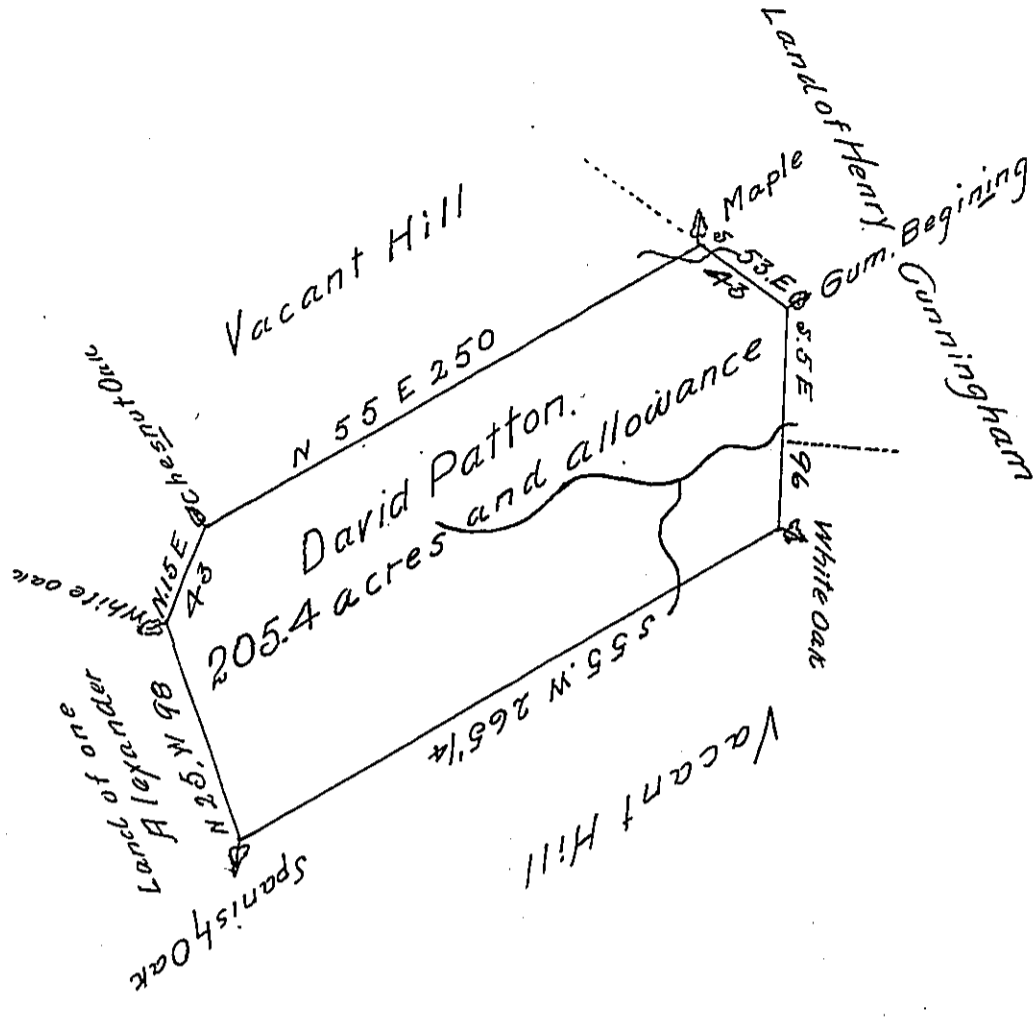 Land of Henry
Cunningham
Gum. Begining
Maple
S 53.E
43
Vacant Hill
N 55 E 250
Chesnut Oak
White oak
N.15 E
43
David Patton.
205.4 acres and allowance
S.5 E
96
White Oak
S 55.W 265 1/4
Vacant Hill
N 25.W 98
Land of one
Alexander
Spanish Oak